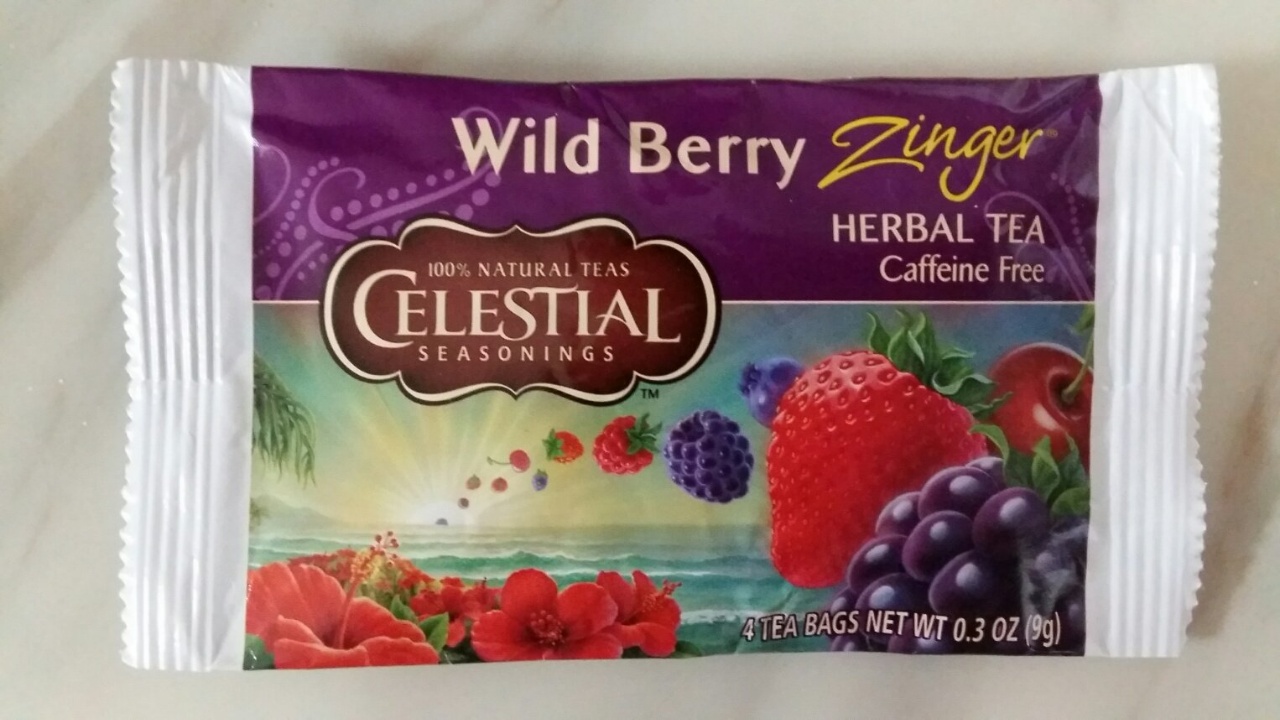 Wild Berry Zinger
HERBAL TEA
Caffeine Free
100% NATURAL TEAS
CELESTIAL
SEASONINGS
TM
4 TEA BAGS NET WT 0.3 OZ (9g)